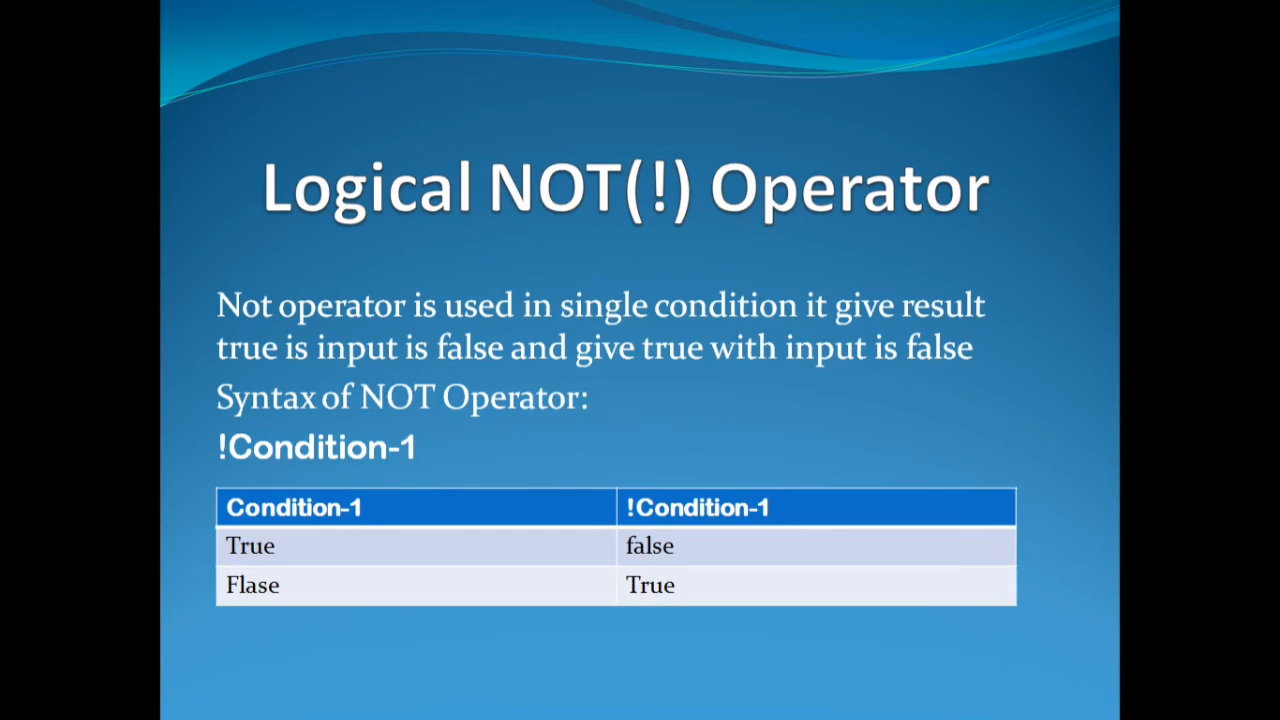 Logical NOT(!) Operator
Not operator is used in single condition it give result
true is input is false and give true with input is false
Syntax of NOT Operator:
!Condition-1
Condition-1 !Condition-1
True false
Flase True